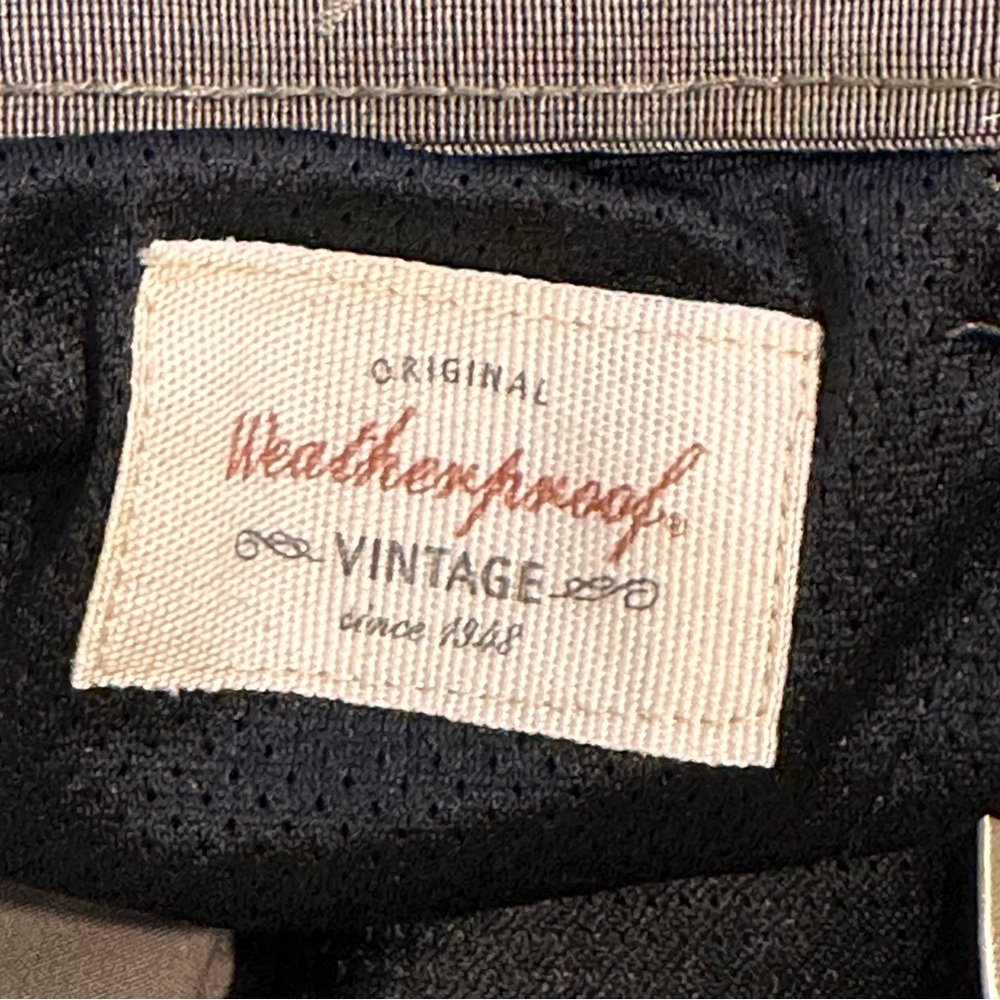 ORIGINAL
Weatherproof®
VINTAGE
since 1948